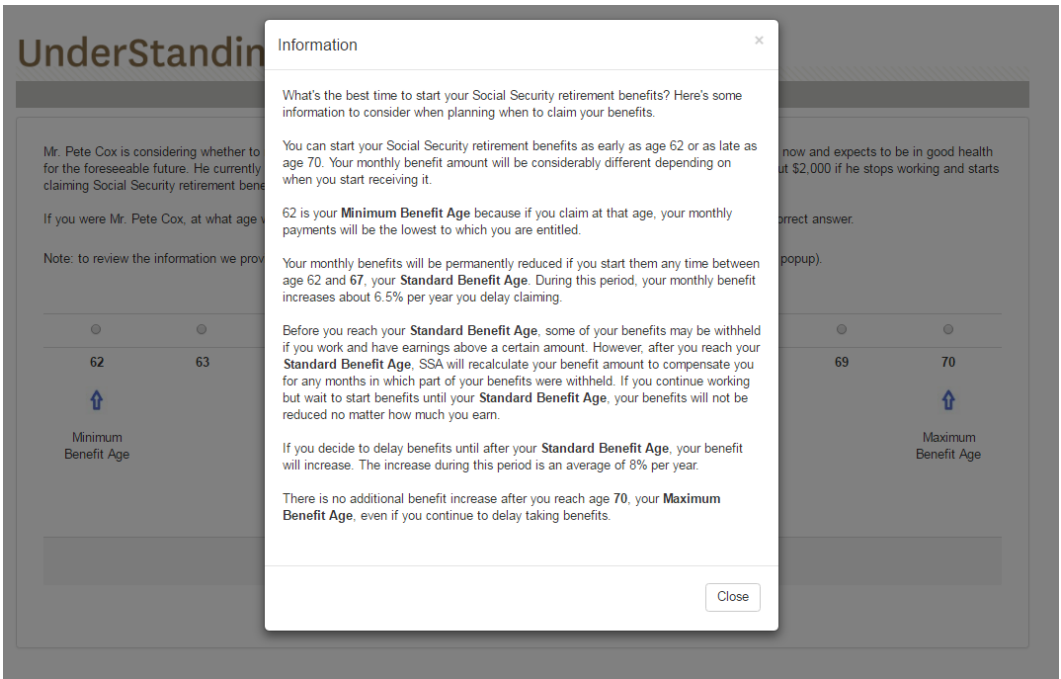 UnderStandin
Information
×
What's the best time to start your Social Security retirement benefits? Here's some
information to consider when planning when to claim your benefits.
You can start your Social Security retirement benefits as early as age 62 or as late as
age 70. Your monthly benefit amount will be considerably different depending on
when you start receiving it.
62 is your Minimum Benefit Age because if you claim at that age, your monthly
payments will be the lowest to which you are entitled.
Your monthly benefits will be permanently reduced if you start them any time between
age 62 and 67, your Standard Benefit Age. During this period, your monthly benefit
increases about 6.5% per year you delay claiming.
Before you reach your Standard Benefit Age, some of your benefits may be withheld
if you work and have earnings above a certain amount. However, after you reach your
Standard Benefit Age, SSA will recalculate your benefit amount to compensate you
for any months in which part of your benefits were withheld. If you continue working
but wait to start benefits until your Standard Benefit Age, your benefits will not be
reduced no matter how much you earn.
If you decide to delay benefits until after your Standard Benefit Age, your benefit
will increase. The increase during this period is an average of 8% per year.
There is no additional benefit increase after you reach age 70, your Maximum
Benefit Age, even if you continue to delay taking benefits.
Close
Mr. Pete Cox is considering whether to
now and expects to be in good health
for the foreseeable future. He currently
$2,000 if he stops working and starts
claiming Social Security retirement
If you were Mr. Pete Cox, at what age
answer.
Note: to review the information we
popup).
62 63 69 70
Minimum
Benefit Age
Maximum
Benefit Age